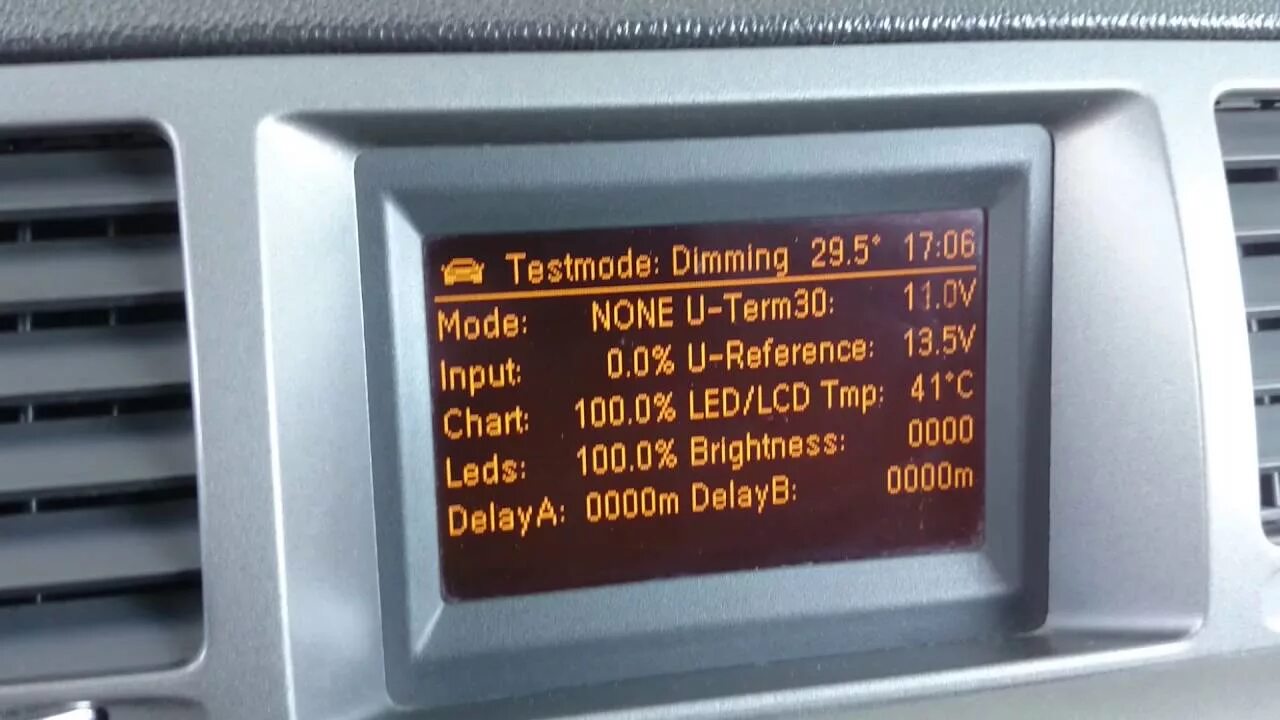 Testmode: Dimming 29.5° 17:06
Mode: NONE U-Term30: 11.0V
Input: 0.0% U-Reference: 13.5V
Chart: 100.0% LED/LCD Tmp: 41°C
Leds: 100.0% Brightness: 0000
DelayA: 0000m DelayB: 0000m